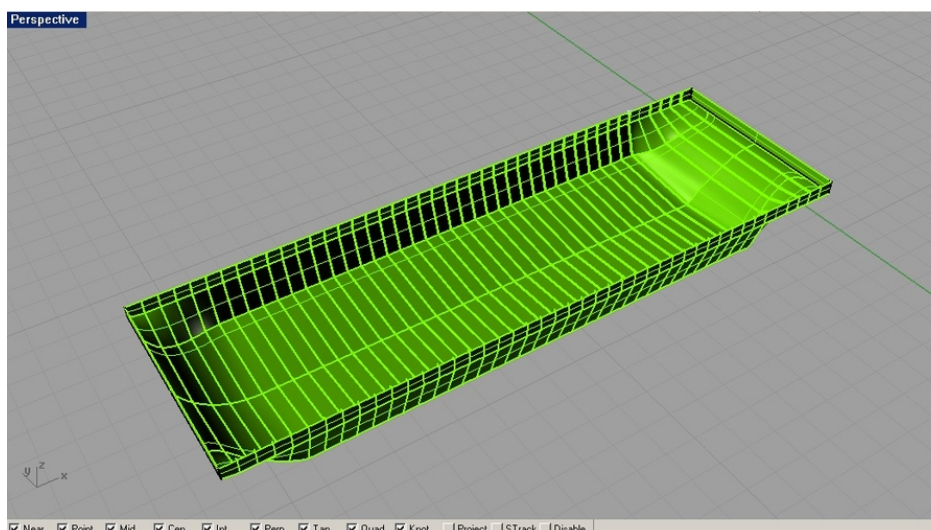 Perspective
z
y
x
Near Point Mid Cen Int Perp Tan Quad Knot Project STrack Disable